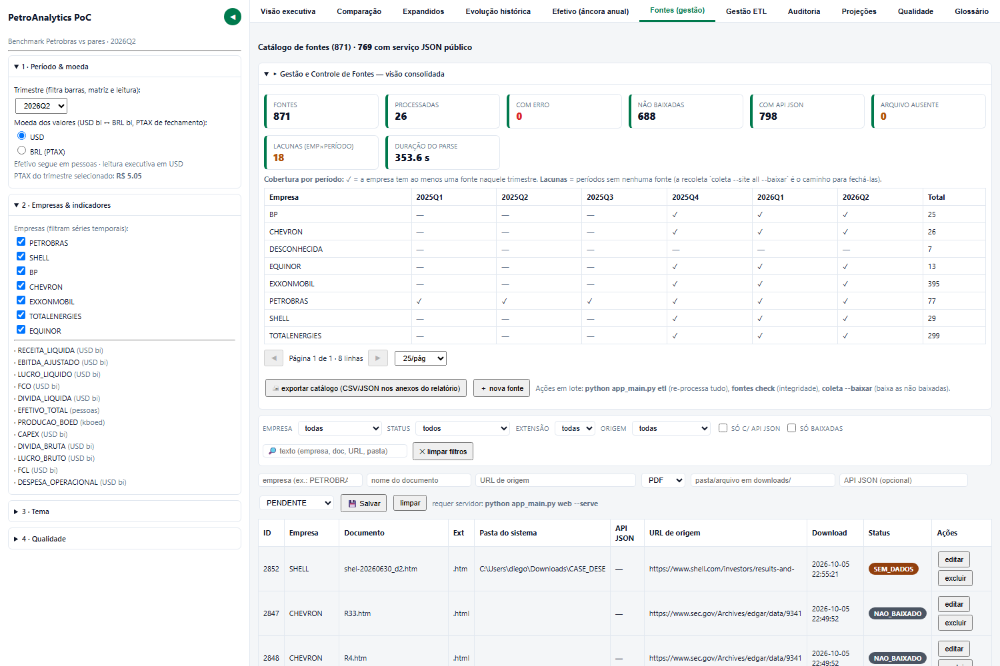 PetroAnalytics PoC
◀
Benchmark Petrobras vs pares · 2026Q2
▼ 1 · Período & moeda
Trimestre (filtra barras, matriz e leitura):
2026Q2
Moeda dos valores (USD bi ↔ BRL bi, PTAX de fechamento):
USD
BRL (PTAX)
Efetivo segue em pessoas · leitura executiva em USD
PTAX do trimestre selecionado: R$ 5.05
▼ 2 · Empresas & indicadores
Empresas (filtram séries temporais):
PETROBRAS
SHELL
BP
CHEVRON
EXXONMOBIL
TOTALENERGIES
EQUINOR
· RECEITA_LIQUIDA (USD bi)
· EBITDA_AJUSTADO (USD bi)
· LUCRO_LIQUIDO (USD bi)
· FCO (USD bi)
· DIVIDA_LIQUIDA (USD bi)
· EFETIVO_TOTAL (pessoas)
· PRODUCAO_BOED (kboed)
· CAPEX (USD bi)
· DIVIDA_BRUTA (USD bi)
· LUCRO_BRUTO (USD bi)
· FCL (USD bi)
· DESPESA_OPERACIONAL (USD bi)
▶ 3 · Tema
▶ 4 · Qualidade
Visão executiva Comparação Expandidos Evolução histórica Efetivo (âncora anual) Fontes (gestão) Gestão ETL Auditoria Projeções Qualidade Glossário
Catálogo de fontes (871) · 769 com serviço JSON público
▼ ▸ Gestão e Controle de Fontes — visão consolidada
FONTES PROCESSADAS COM ERRO NÃO BAIXADAS COM API JSON ARQUIVO AUSENTE
871 26 0 688 798 0
LACUNAS (EMP×PERÍODO) DURAÇÃO DO PARSE
18 353.6 s
Cobertura por período: ✓ = a empresa tem ao menos uma fonte naquele trimestre. Lacunas = períodos sem nenhuma fonte (a recoleta `coleta --site all --baixar` é o caminho para fechá-las).
Empresa 2025Q1 2025Q2 2025Q3 2025Q4 2026Q1 2026Q2 Total
BP — — — ✓ ✓ ✓ 25
CHEVRON — — — ✓ ✓ ✓ 26
DESCONHECIDA — — — — — — 7
EQUINOR — — — ✓ ✓ ✓ 13
EXXONMOBIL — — — ✓ ✓ ✓ 395
PETROBRAS ✓ ✓ ✓ ✓ ✓ ✓ 77
SHELL — — — ✓ ✓ ✓ 29
TOTALENERGIES — — — ✓ ✓ ✓ 299
◀ Página 1 de 1 · 8 linhas ▶ 25/pág
exportar catálogo (CSV/JSON nos anexos do relatório) + nova fonte Ações em lote: python app_main.py etl (re-processa tudo), fontes check (integridade), coleta --baixar (baixa as não baixadas).
EMPRESA todas STATUS todos EXTENSÃO todas ORIGEM todas SÓ C/ API JSON SÓ BAIXADAS
🔎 texto (empresa, doc, URL, pasta) ✕ limpar filtros
empresa (ex.: PETROBRA nome do documento URL de origem PDF pasta/arquivo em downloads/ API JSON (opcional)
PENDENTE 💾 Salvar limpar requer servidor: python app_main.py web --serve
ID Empresa Documento Ext Pasta do sistema API JSON URL de origem Download Status Ações
2852 SHELL shel-20260630_d2.htm .htm C:\Users\diego\Downloads\CASE_DESE — https://www.shell.com/investors/results-and- 2026-10-05 22:55:21 SEM_DADOS editar excluir
2847 CHEVRON R33.htm .html — https://www.sec.gov/Archives/edgar/data/9341 2026-10-05 22:49:52 NAO_BAIXADO editar excluir
2848 CHEVRON R4.htm .html — https://www.sec.gov/Archives/edgar/data/9341 2026-10-05 22:49:52 NAO_BAIXADO editar